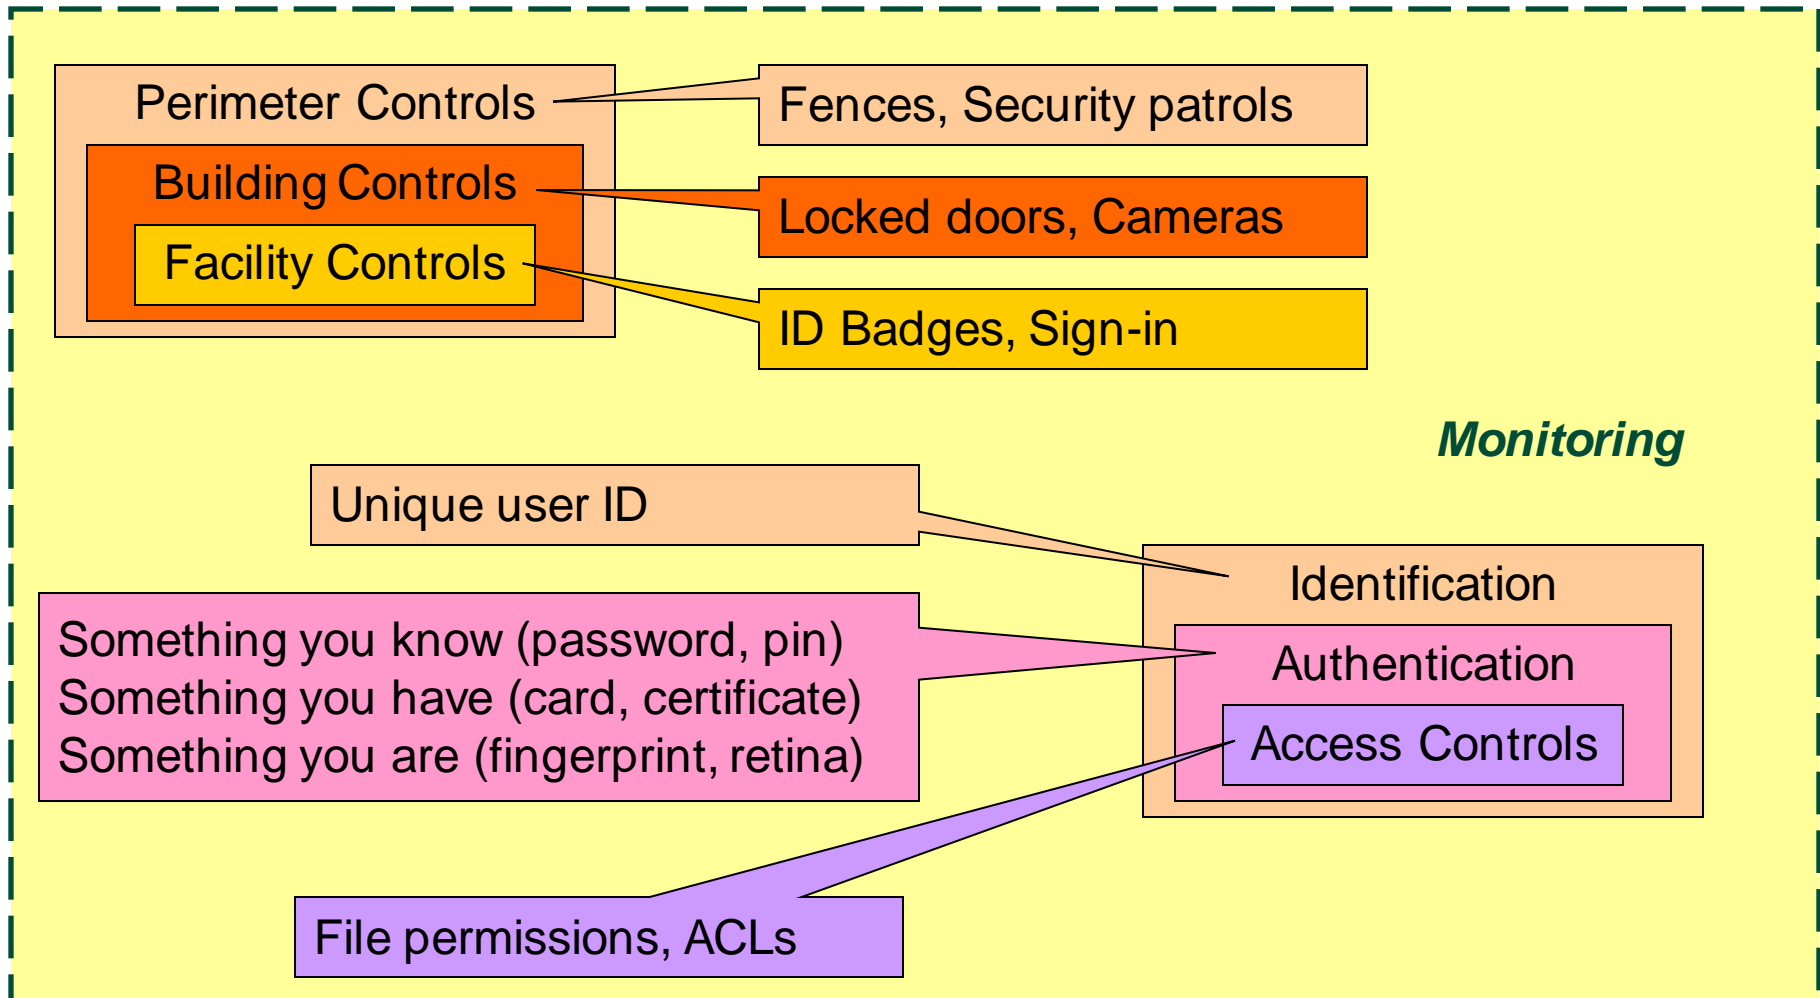 Perimeter Controls
Fences, Security patrols
Building Controls
Locked doors, Cameras
Facility Controls
ID Badges, Sign-in
Monitoring
Unique user ID
Identification
Something you know (password, pin)
Something you have (card, certificate)
Something you are (fingerprint, retina)
Authentication
Access Controls
File permissions, ACLs